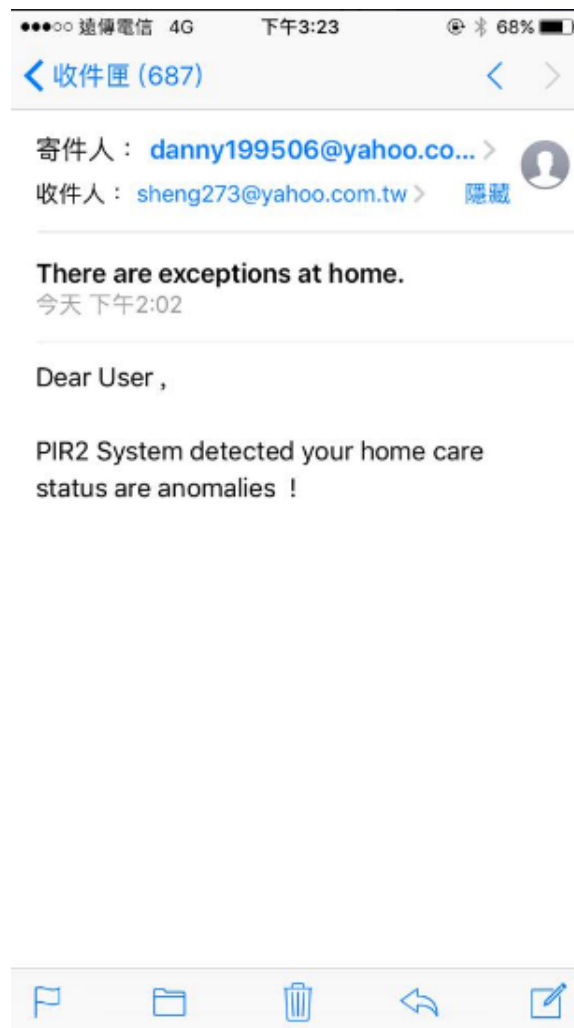 遠傳電信 4G 下午3:23 68%
收件匣 (687)
寄件人： danny199506@yahoo.co...
收件人： sheng273@yahoo.com.tw 隱藏
There are exceptions at home.
今天 下午2:02
Dear User ,
PIR2 System detected your home care
status are anomalies !